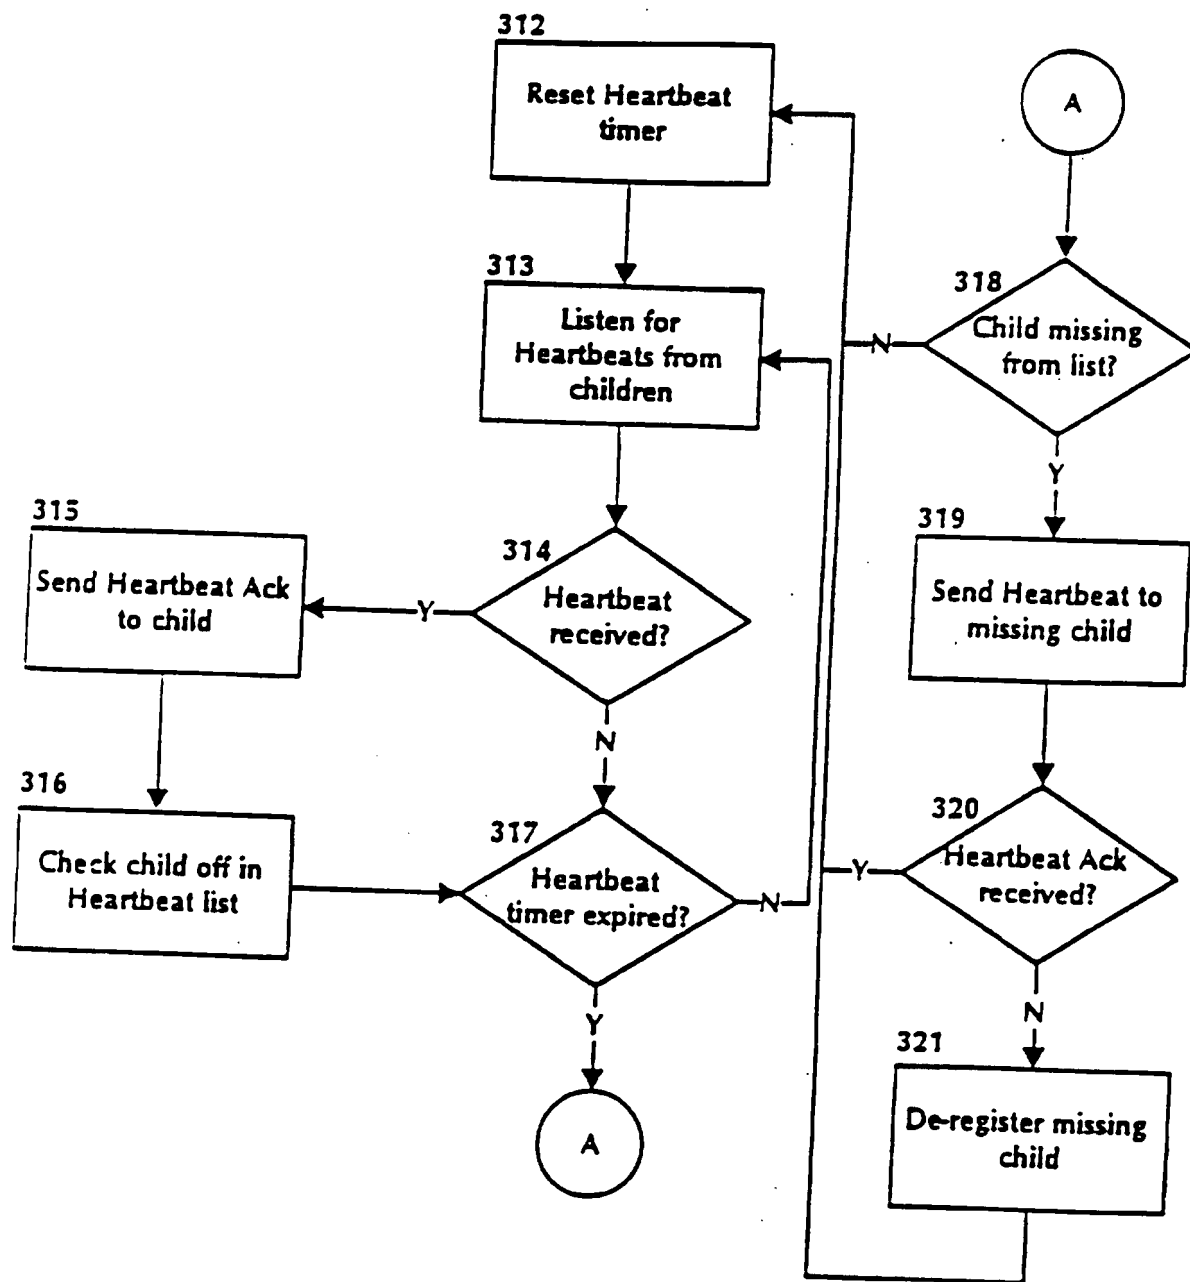 312
Reset Heartbeat
timer
313
Listen for
Heartbeats from
children
314
Heartbeat
received?
Y
N
315
Send Heartbeat Ack
to child
316
Check child off in
Heartbeat list
317
Heartbeat
timer expired?
N
Y
A
A
318
Child missing
from list?
N
Y
319
Send Heartbeat to
missing child
320
Heartbeat Ack
received?
Y
N
321
De-register missing
child